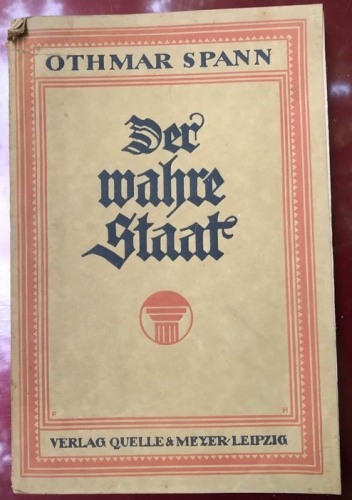 OTHMAR SPANN
Der
wahre
Staat
F H
VERLAG QUELLE & MEYER · LEIPZIG